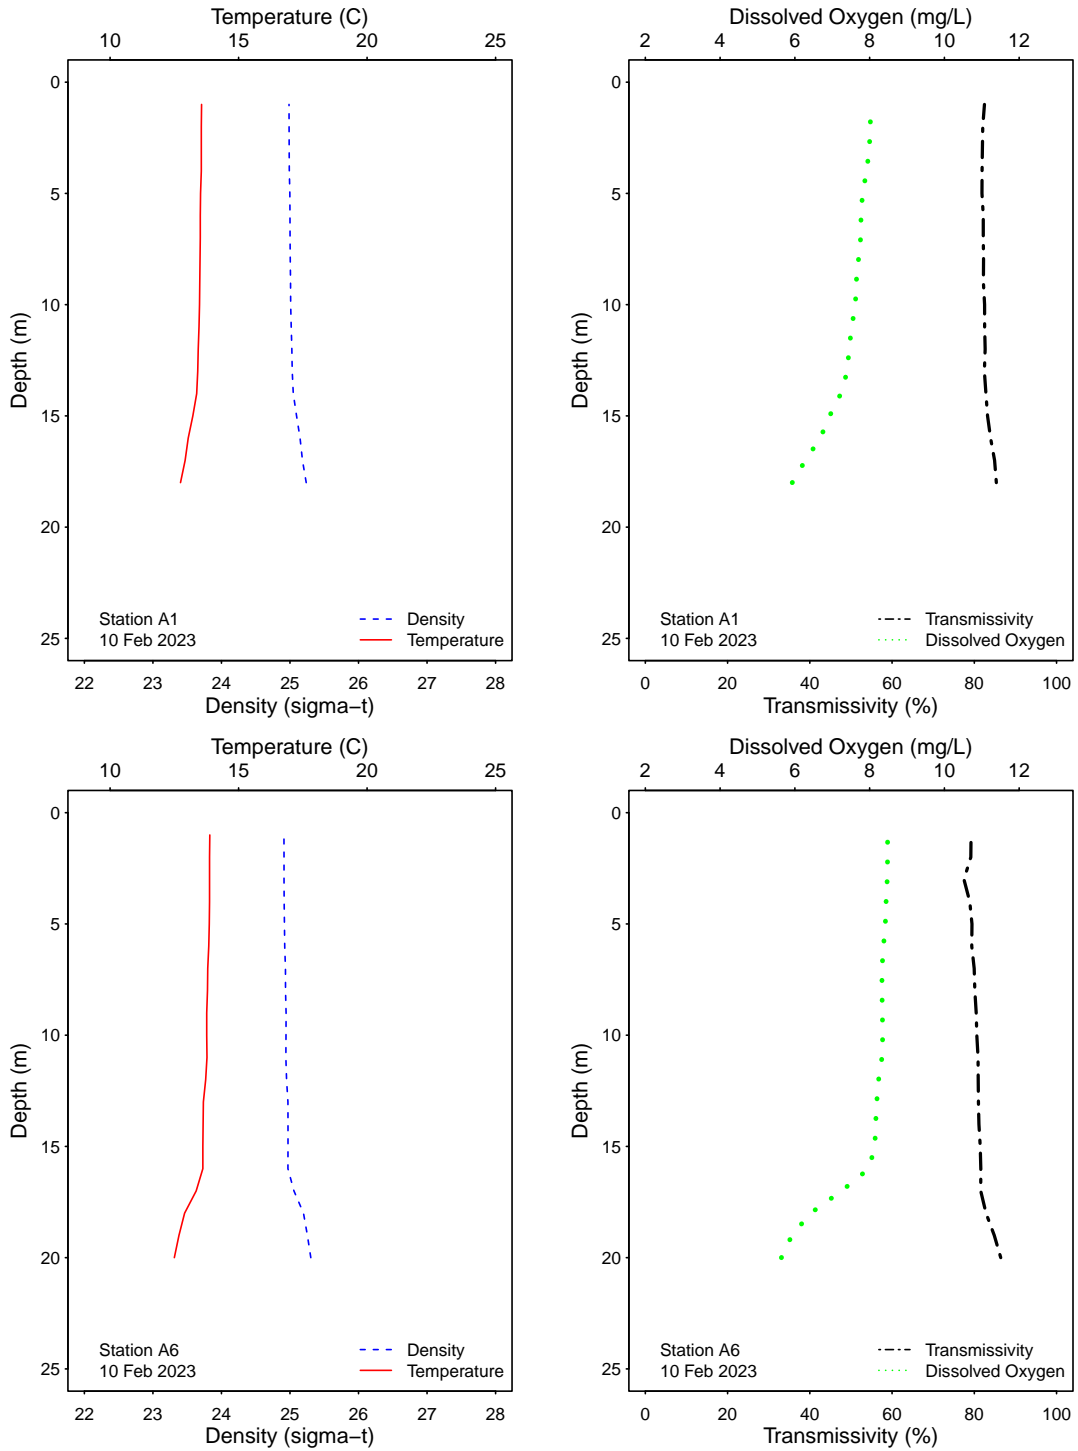 Temperature (C)
10 15 20 25
0
5
10
15
20
25
Depth (m)
Station A1
10 Feb 2023
Density
Temperature
22 23 24 25 26 27 28
Density (sigma−t)
Dissolved Oxygen (mg/L)
2 4 6 8 10 12
0
5
10
15
20
25
Depth (m)
Station A1
10 Feb 2023
Transmissivity
Dissolved Oxygen
0 20 40 60 80 100
Transmissivity (%)
Temperature (C)
10 15 20 25
0
5
10
15
20
25
Depth (m)
Station A6
10 Feb 2023
Density
Temperature
22 23 24 25 26 27 28
Density (sigma−t)
Dissolved Oxygen (mg/L)
2 4 6 8 10 12
0
5
10
15
20
25
Depth (m)
Station A6
10 Feb 2023
Transmissivity
Dissolved Oxygen
0 20 40 60 80 100
Transmissivity (%)